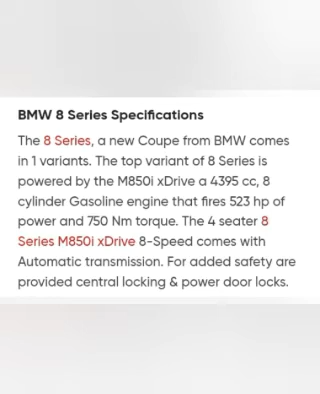 BMW 8 Series Specifications
The 8 Series, a new Coupe from BMW comes
in 1 variants. The top variant of 8 Series is
powered by the M850i xDrive a 4395 cc, 8
cylinder Gasoline engine that fires 523 hp of
power and 750 Nm torque. The 4 seater 8
Series M850i xDrive 8-Speed comes with
Automatic transmission. For added safety are
provided central locking & power door locks.